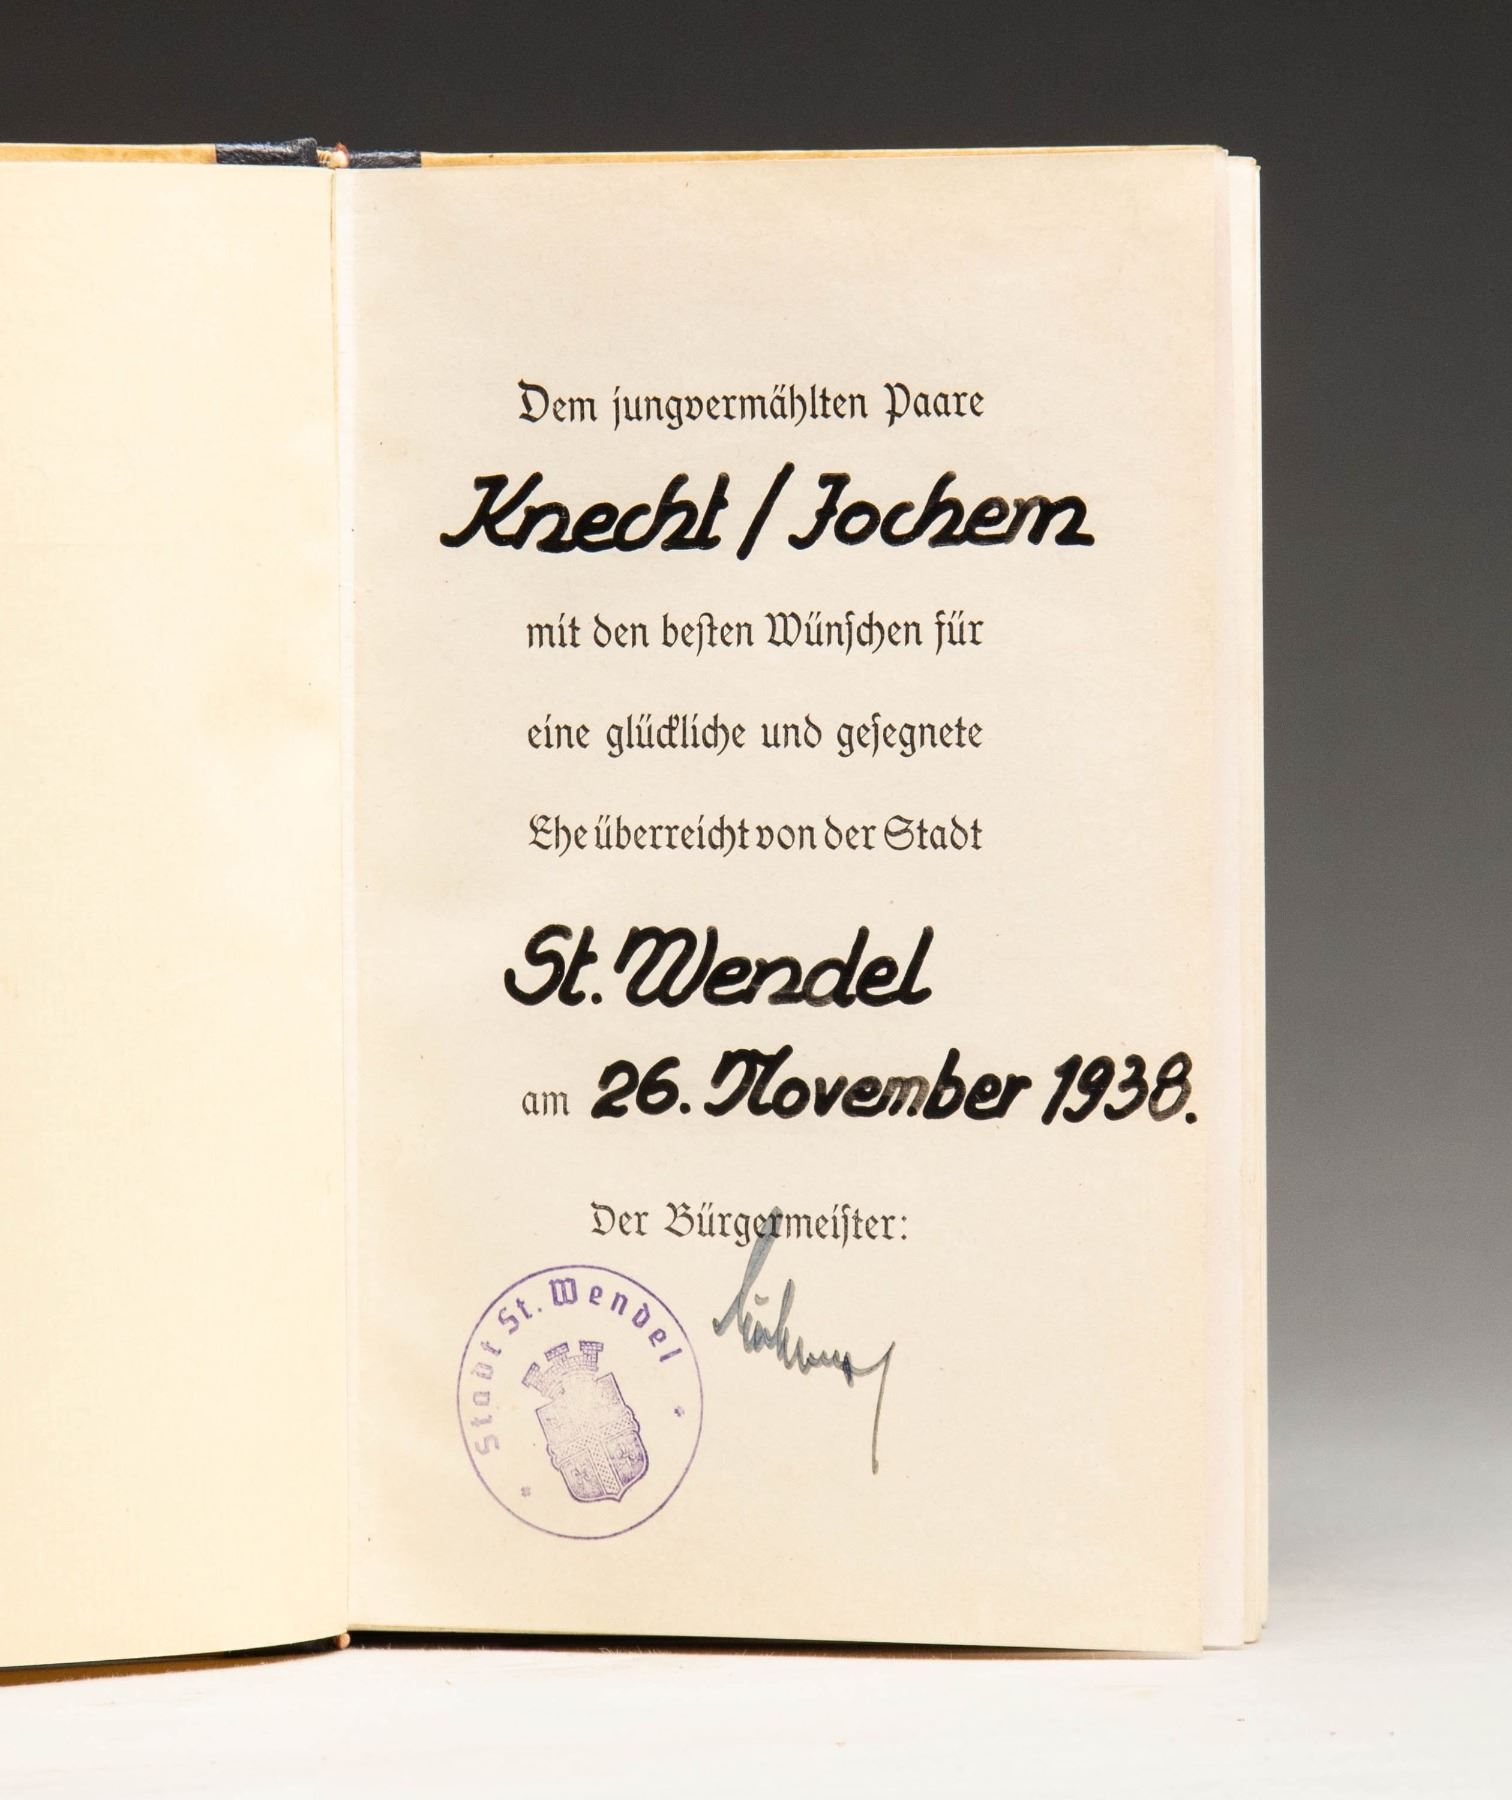 Dem jungvermählten Paare
Knecht / Jochem
mit den beſten Wünſchen für
eine glückliche und geſegnete
Ehe überreicht von der Stadt
St. Wendel
am 26. November 1938.
Der Bürgermeiſter:
Stadt St. Wendel